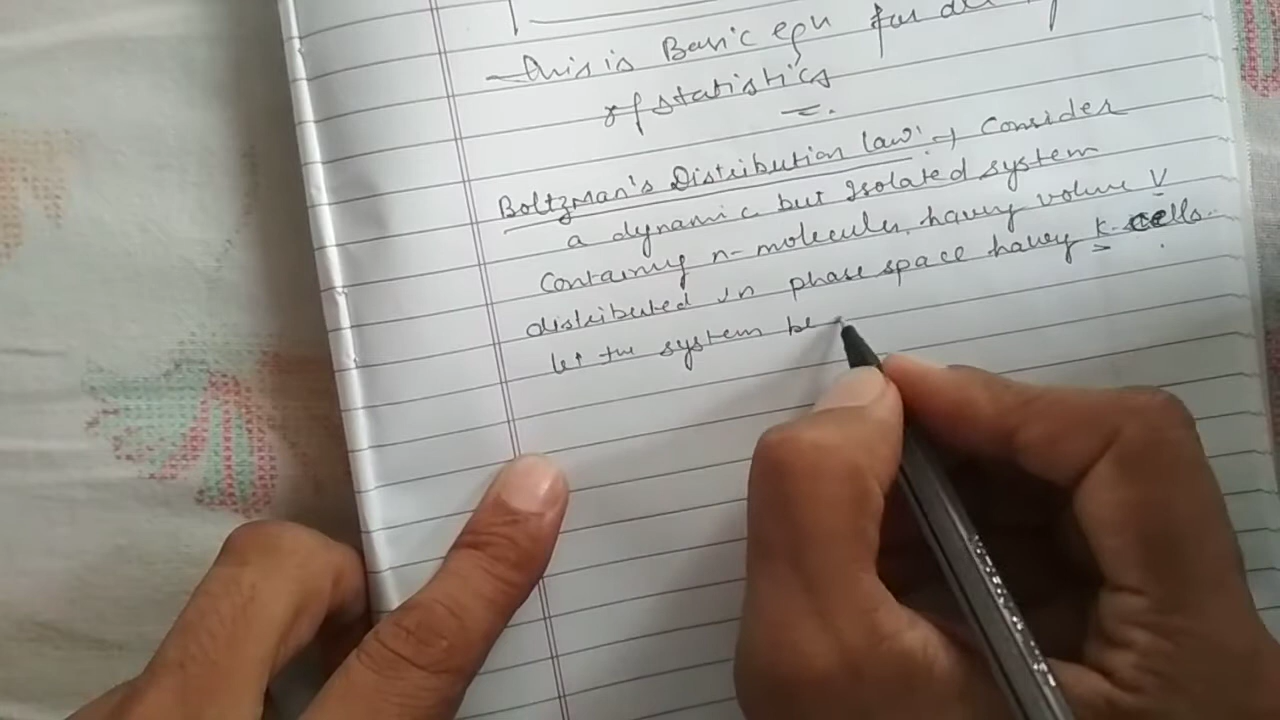 this is Basic eqn for all
of statistics
Boltzman's Distribution law:→ Consider
a dynamic but Isolated system
Containing n-molecules, having volume V
distributed in phase space having k-cells.
let the system be